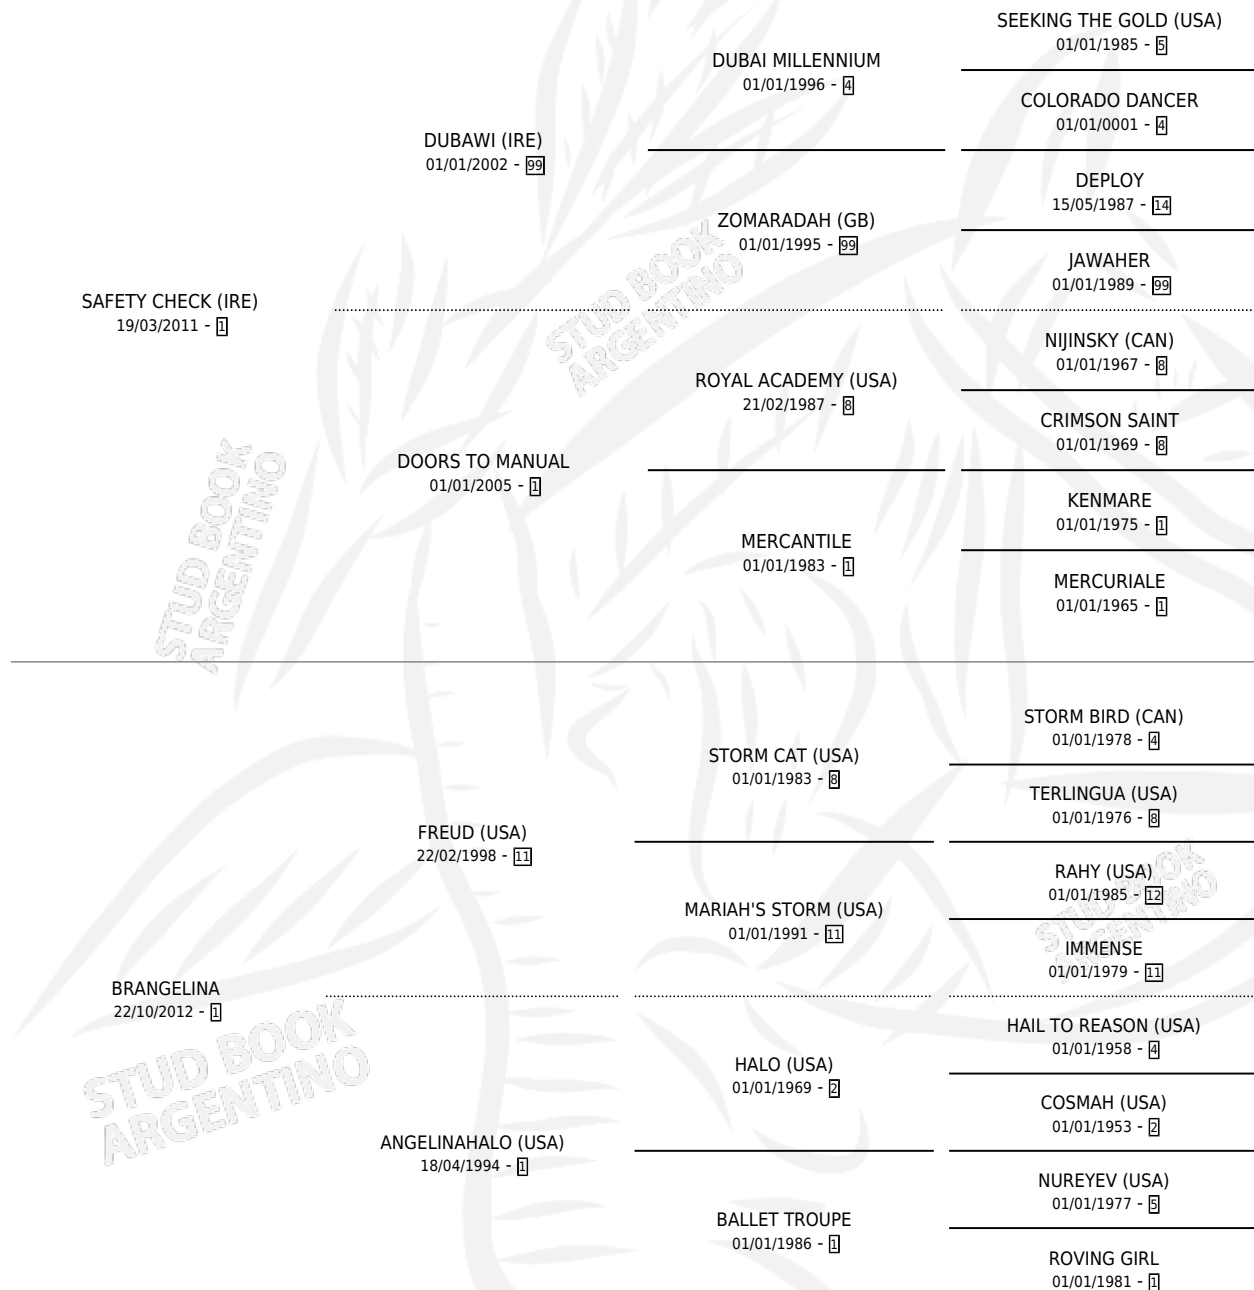 SEEKING THE GOLD (USA)
01/01/1985 - 5
DUBAI MILLENNIUM
01/01/1996 - 4
COLORADO DANCER
01/01/0001 - 4
DUBAWI (IRE)
01/01/2002 - 99
DEPLOY
15/05/1987 - 14
ZOMARADAH (GB)
01/01/1995 - 99
JAWAHER
01/01/1989 - 99
SAFETY CHECK (IRE)
19/03/2011 - 1
STUD BOOK
ARGENTINO
NIJINSKY (CAN)
01/01/1967 - 8
ROYAL ACADEMY (USA)
21/02/1987 - 8
CRIMSON SAINT
01/01/1969 - 8
DOORS TO MANUAL
01/01/2005 - 1
KENMARE
01/01/1975 - 1
MERCANTILE
01/01/1983 - 1
MERCURIALE
01/01/1965 - 1
STUD BOOK
ARGENTINO
STORM BIRD (CAN)
01/01/1978 - 4
STORM CAT (USA)
01/01/1983 - 8
TERLINGUA (USA)
01/01/1976 - 8
FREUD (USA)
22/02/1998 - 11
RAHY (USA)
01/01/1985 - 12
MARIAH'S STORM (USA)
01/01/1991 - 11
STUD BOOK
ARGENTINO
IMMENSE
01/01/1979 - 11
BRANGELINA
22/10/2012 - 1
STUD BOOK
ARGENTINO
HAIL TO REASON (USA)
01/01/1958 - 4
HALO (USA)
01/01/1969 - 2
COSMAH (USA)
01/01/1953 - 2
ANGELINAHALO (USA)
18/04/1994 - 1
NUREYEV (USA)
01/01/1977 - 5
BALLET TROUPE
01/01/1986 - 1
ROVING GIRL
01/01/1981 - 1